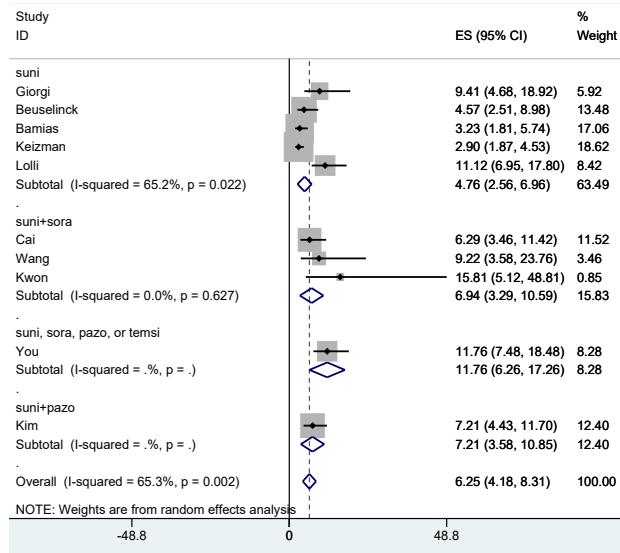 Study %
ID ES (95% CI) Weight
suni
Giorgi 9.41 (4.68, 18.92) 5.92
Beuselinck 4.57 (2.51, 8.98) 13.48
Bamias 3.23 (1.81, 5.74) 17.06
Keizman 2.90 (1.87, 4.53) 18.62
Lolli 11.12 (6.95, 17.80) 8.42
Subtotal (I-squared = 65.2%, p = 0.022) 4.76 (2.56, 6.96) 63.49
.
suni+sora
Cai 6.29 (3.46, 11.42) 11.52
Wang 9.22 (3.58, 23.76) 3.46
Kwon 15.81 (5.12, 48.81) 0.85
Subtotal (I-squared = 0.0%, p = 0.627) 6.94 (3.29, 10.59) 15.83
.
suni, sora, pazo, or temsi
You 11.76 (7.48, 18.48) 8.28
Subtotal (I-squared = .%, p = .) 11.76 (6.26, 17.26) 8.28
.
suni+pazo
Kim 7.21 (4.43, 11.70) 12.40
Subtotal (I-squared = .%, p = .) 7.21 (3.58, 10.85) 12.40
.
Overall (I-squared = 65.3%, p = 0.002) 6.25 (4.18, 8.31) 100.00
NOTE: Weights are from random effects analysis
-48.8 0 48.8